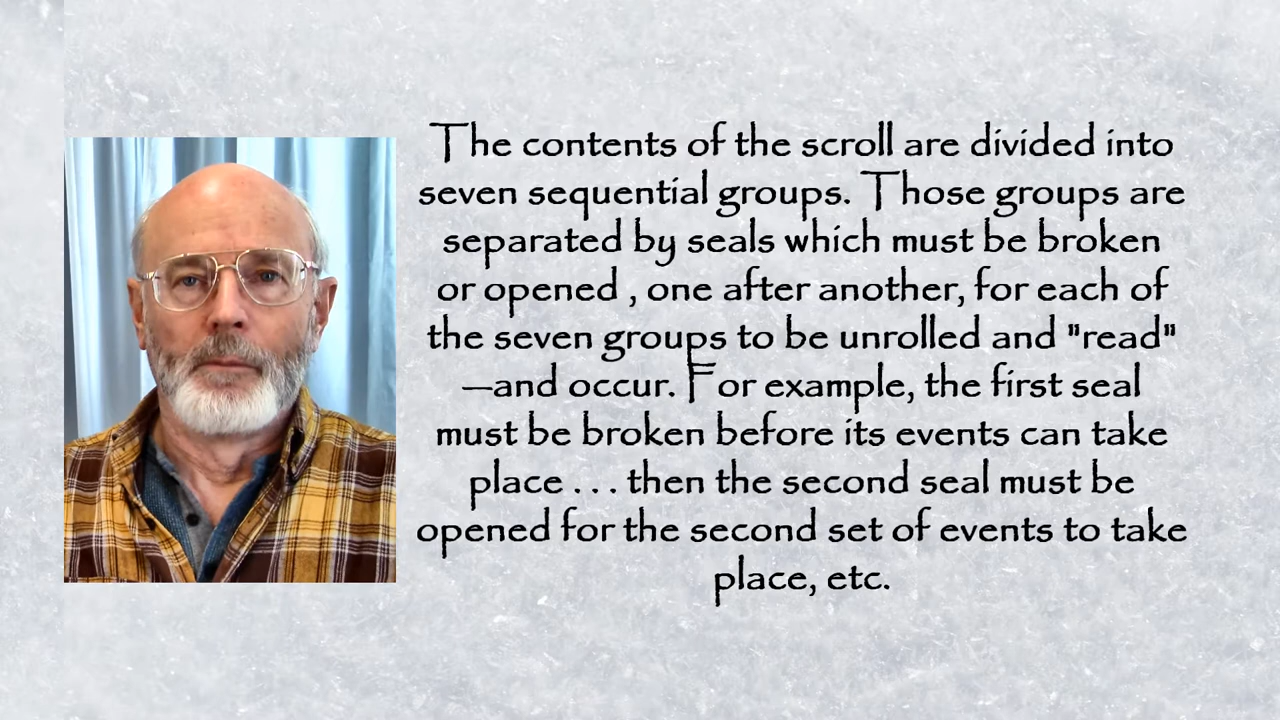 The contents of the scroll are divided into
seven sequential groups. Those groups are
separated by seals which must be broken
or opened , one after another, for each of
the seven groups to be unrolled and "read"
—and occur. For example, the first seal
must be broken before its events can take
place . . . then the second seal must be
opened for the second set of events to take
place, etc.